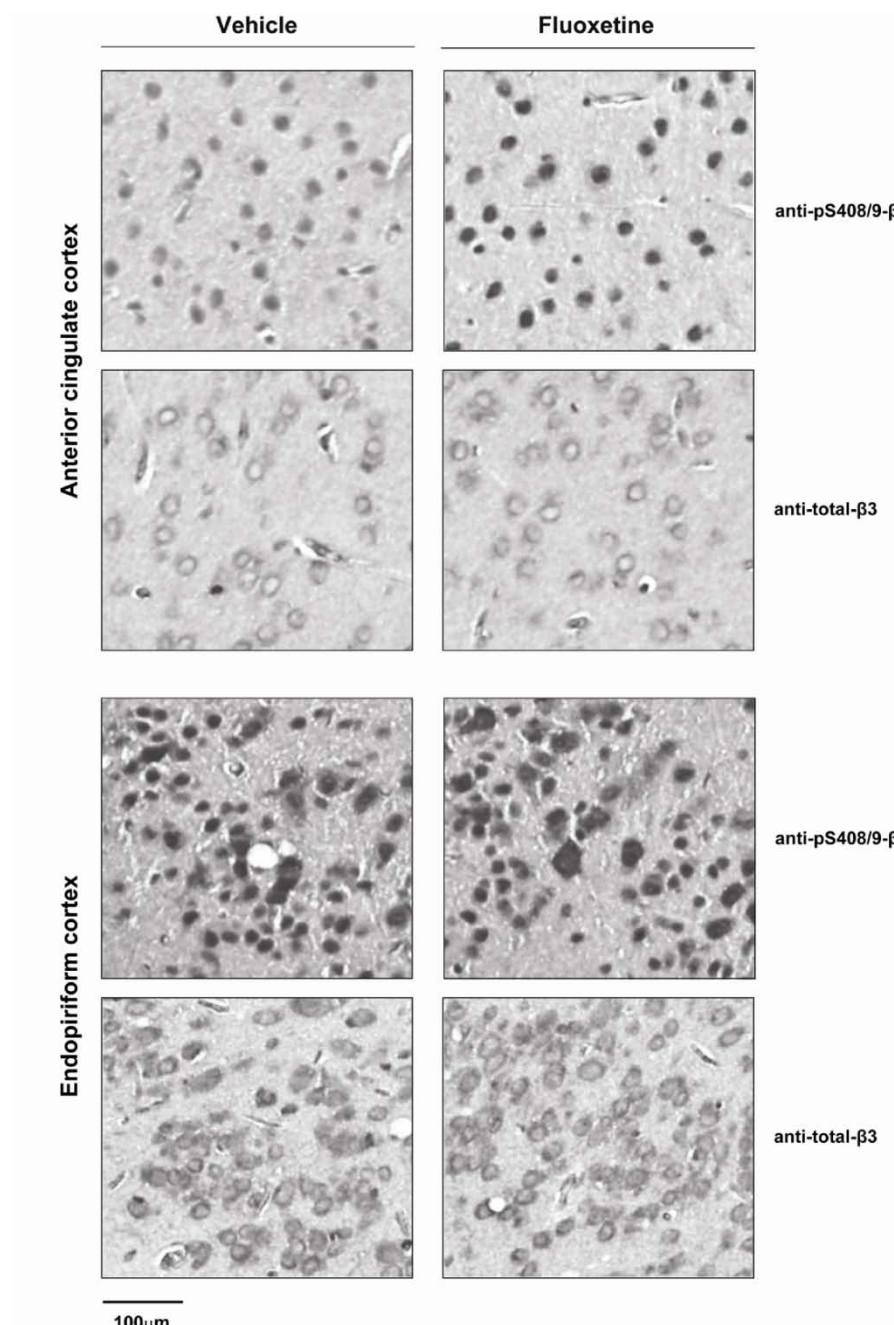 Vehicle
Fluoxetine
Anterior cingulate cortex
anti-pS408/9-β
anti-total-β3
Endopiriform cortex
anti-pS408/9-β
anti-total-β3
100µm